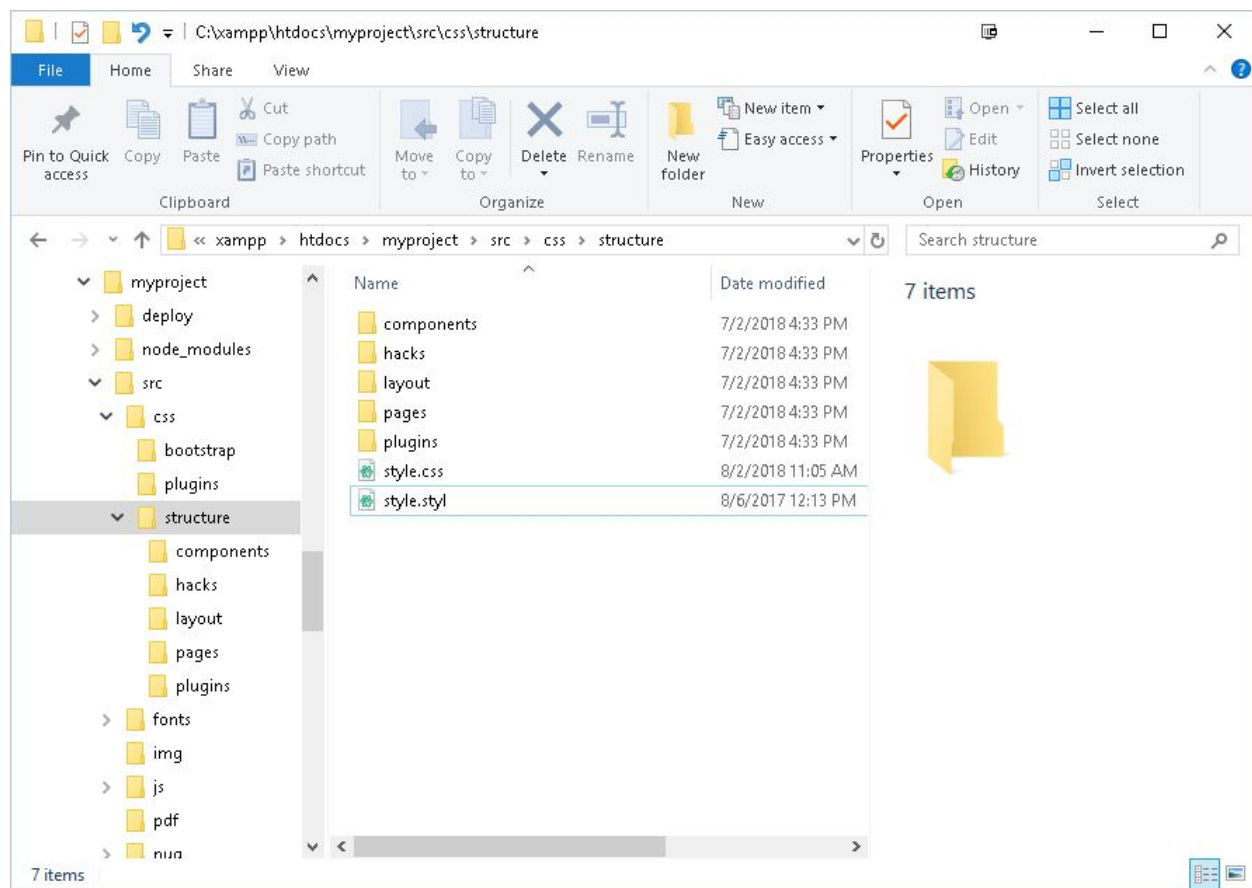 C:\xampp\htdocs\myproject\src\css\structure
File Home Share View
Pin to Quick access
Copy
Paste
Cut
Copy path
Paste shortcut
Move to
Copy to
Delete
Rename
New folder
New item
Easy access
Properties
Open
Edit
History
Select all
Select none
Invert selection
Clipboard Organize New Open Select
« xampp > htdocs > myproject > src > css > structure
Search structure
myproject
deploy
node_modules
src
css
bootstrap
plugins
structure
components
hacks
layout
pages
plugins
fonts
img
js
pdf
Name Date modified
components 7/2/2018 4:33 PM
hacks 7/2/2018 4:33 PM
layout 7/2/2018 4:33 PM
pages 7/2/2018 4:33 PM
plugins 7/2/2018 4:33 PM
style.css 8/2/2018 11:05 AM
style.styl 8/6/2017 12:13 PM
7 items
7 items